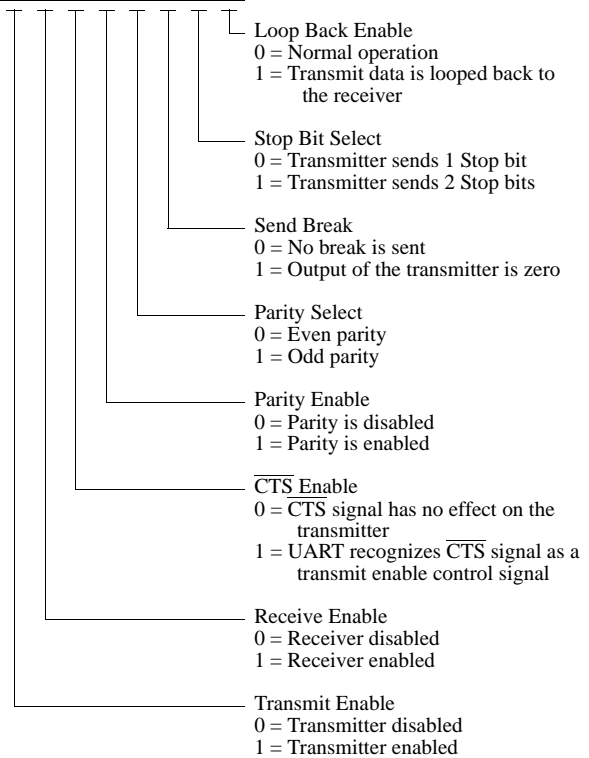 Loop Back Enable
0 = Normal operation
1 = Transmit data is looped back to
the receiver
Stop Bit Select
0 = Transmitter sends 1 Stop bit
1 = Transmitter sends 2 Stop bits
Send Break
0 = No break is sent
1 = Output of the transmitter is zero
Parity Select
0 = Even parity
1 = Odd parity
Parity Enable
0 = Parity is disabled
1 = Parity is enabled
C̅T̅S̅ Enable
0 = C̅T̅S̅ signal has no effect on the
transmitter
1 = UART recognizes C̅T̅S̅ signal as a
transmit enable control signal
Receive Enable
0 = Receiver disabled
1 = Receiver enabled
Transmit Enable
0 = Transmitter disabled
1 = Transmitter enabled